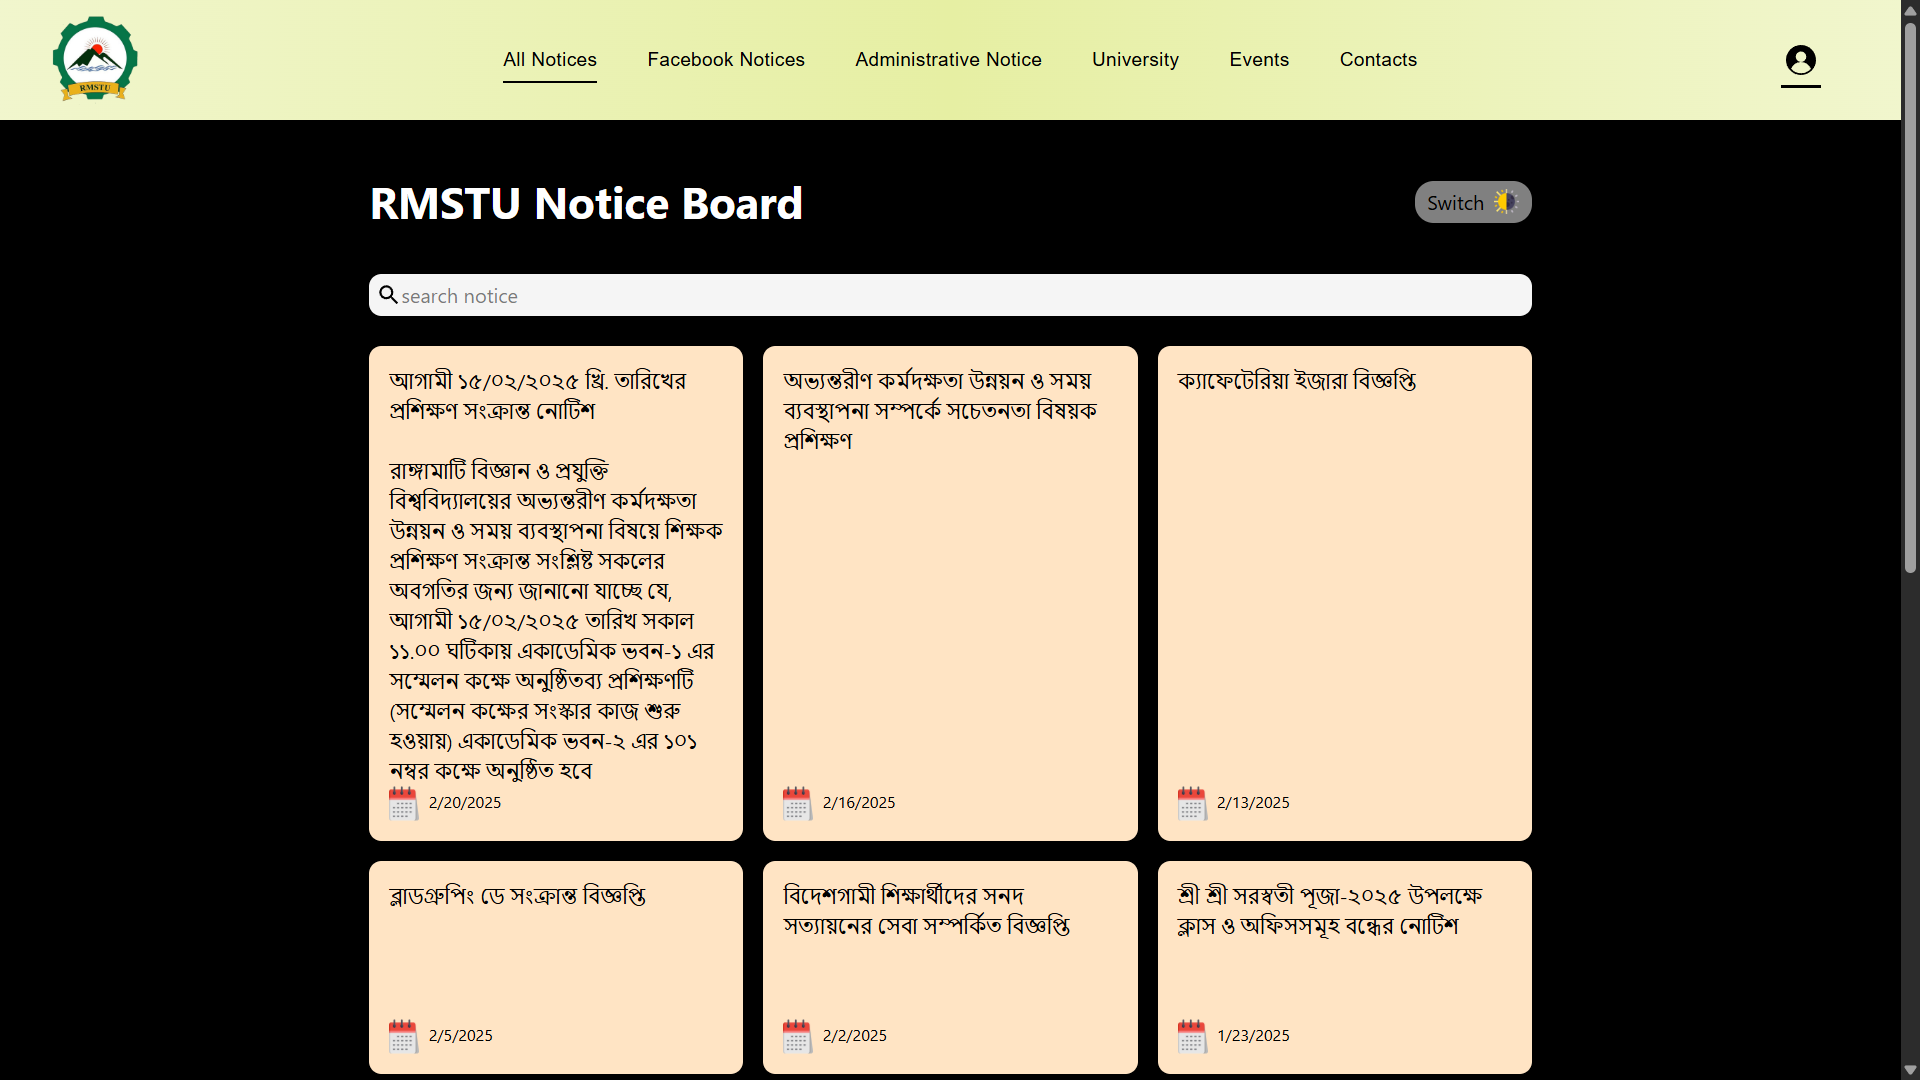 RMSTU
All Notices
Facebook Notices
Administrative Notice
University
Events
Contacts
RMSTU Notice Board
Switch
search notice
আগামী ১৫/০২/২০২৫ খ্রি. তারিখের
প্রশিক্ষণ সংক্রান্ত নোটিশ
রাঙ্গামাটি বিজ্ঞান ও প্রযুক্তি
বিশ্ববিদ্যালয়ের অভ্যন্তরীণ কর্মদক্ষতা
উন্নয়ন ও সময় ব্যবস্থাপনা বিষয়ে শিক্ষক
প্রশিক্ষণ সংক্রান্ত সংশ্লিষ্ট সকলের
অবগতির জন্য জানানো যাচ্ছে যে,
আগামী ১৫/০২/২০২৫ তারিখ সকাল
১১.০০ ঘটিকায় একাডেমিক ভবন-১ এর
সম্মেলন কক্ষে অনুষ্ঠিতব্য প্রশিক্ষণটি
(সম্মেলন কক্ষের সংস্কার কাজ শুরু
হওয়ায়) একাডেমিক ভবন-২ এর ১০১
নম্বর কক্ষে অনুষ্ঠিত হবে
2/20/2025
অভ্যন্তরীণ কর্মদক্ষতা উন্নয়ন ও সময়
ব্যবস্থাপনা সম্পর্কে সচেতনতা বিষয়ক
প্রশিক্ষণ
2/16/2025
ক্যাফেটেরিয়া ইজারা বিজ্ঞপ্তি
2/13/2025
ব্লাডগ্রুপিং ডে সংক্রান্ত বিজ্ঞপ্তি
2/5/2025
বিদেশগামী শিক্ষার্থীদের সনদ
সত্যায়নের সেবা সম্পর্কিত বিজ্ঞপ্তি
2/2/2025
শ্রী শ্রী সরস্বতী পূজা-২০২৫ উপলক্ষে
ক্লাস ও অফিসসমূহ বন্ধের নোটিশ
1/23/2025